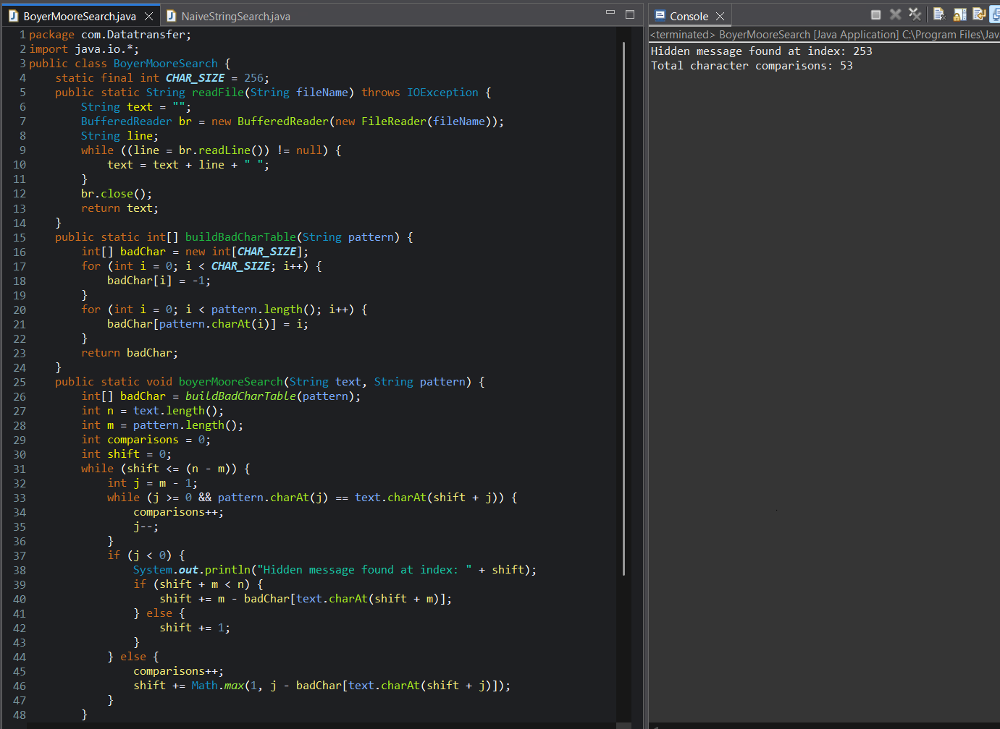 BoyerMooreSearch.java
NaiveStringSearch.java
1 package com.Datatransfer;
2 import java.io.*;
3 public class BoyerMooreSearch {
4     static final int CHAR_SIZE = 256;
5     public static String readFile(String fileName) throws IOException {
6         String text = "";
7         BufferedReader br = new BufferedReader(new FileReader(fileName));
8         String line;
9         while ((line = br.readLine()) != null) {
10             text = text + line + " ";
11         }
12         br.close();
13         return text;
14     }
15     public static int[] buildBadCharTable(String pattern) {
16         int[] badChar = new int[CHAR_SIZE];
17         for (int i = 0; i < CHAR_SIZE; i++) {
18             badChar[i] = -1;
19         }
20         for (int i = 0; i < pattern.length(); i++) {
21             badChar[pattern.charAt(i)] = i;
22         }
23         return badChar;
24     }
25     public static void boyerMooreSearch(String text, String pattern) {
26         int[] badChar = buildBadCharTable(pattern);
27         int n = text.length();
28         int m = pattern.length();
29         int comparisons = 0;
30         int shift = 0;
31         while (shift <= (n - m)) {
32             int j = m - 1;
33             while (j >= 0 && pattern.charAt(j) == text.charAt(shift + j)) {
34                 comparisons++;
35                 j--;
36             }
37             if (j < 0) {
38                 System.out.println("Hidden message found at index: " + shift);
39                 if (shift + m < n) {
40                     shift += m - badChar[text.charAt(shift + m)];
41                 } else {
42                     shift += 1;
43                 }
44             } else {
45                 comparisons++;
46                 shift += Math.max(1, j - badChar[text.charAt(shift + j)]);
47             }
48         }
Console
<terminated> BoyerMooreSearch [Java Application] C:\Program Files\Jav
Hidden message found at index: 253
Total character comparisons: 53